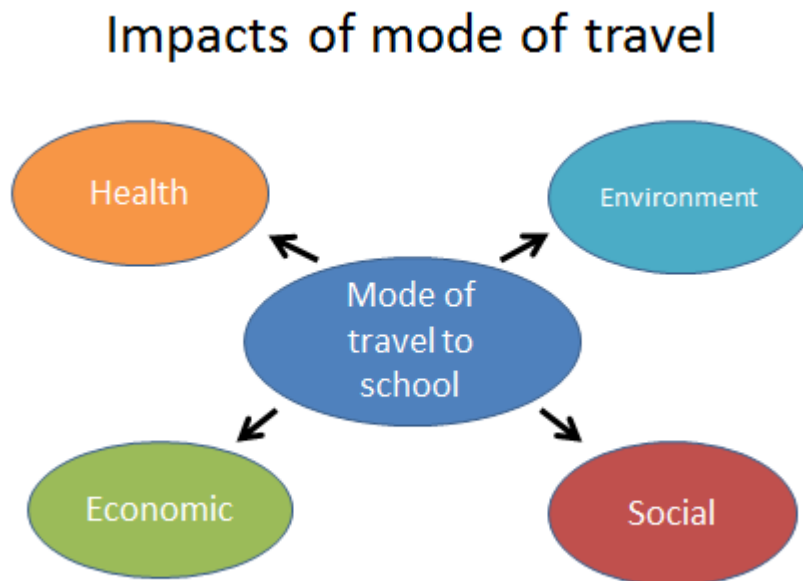 Impacts of mode of travel
Health
Environment
Mode of
travel to
school
Economic
Social